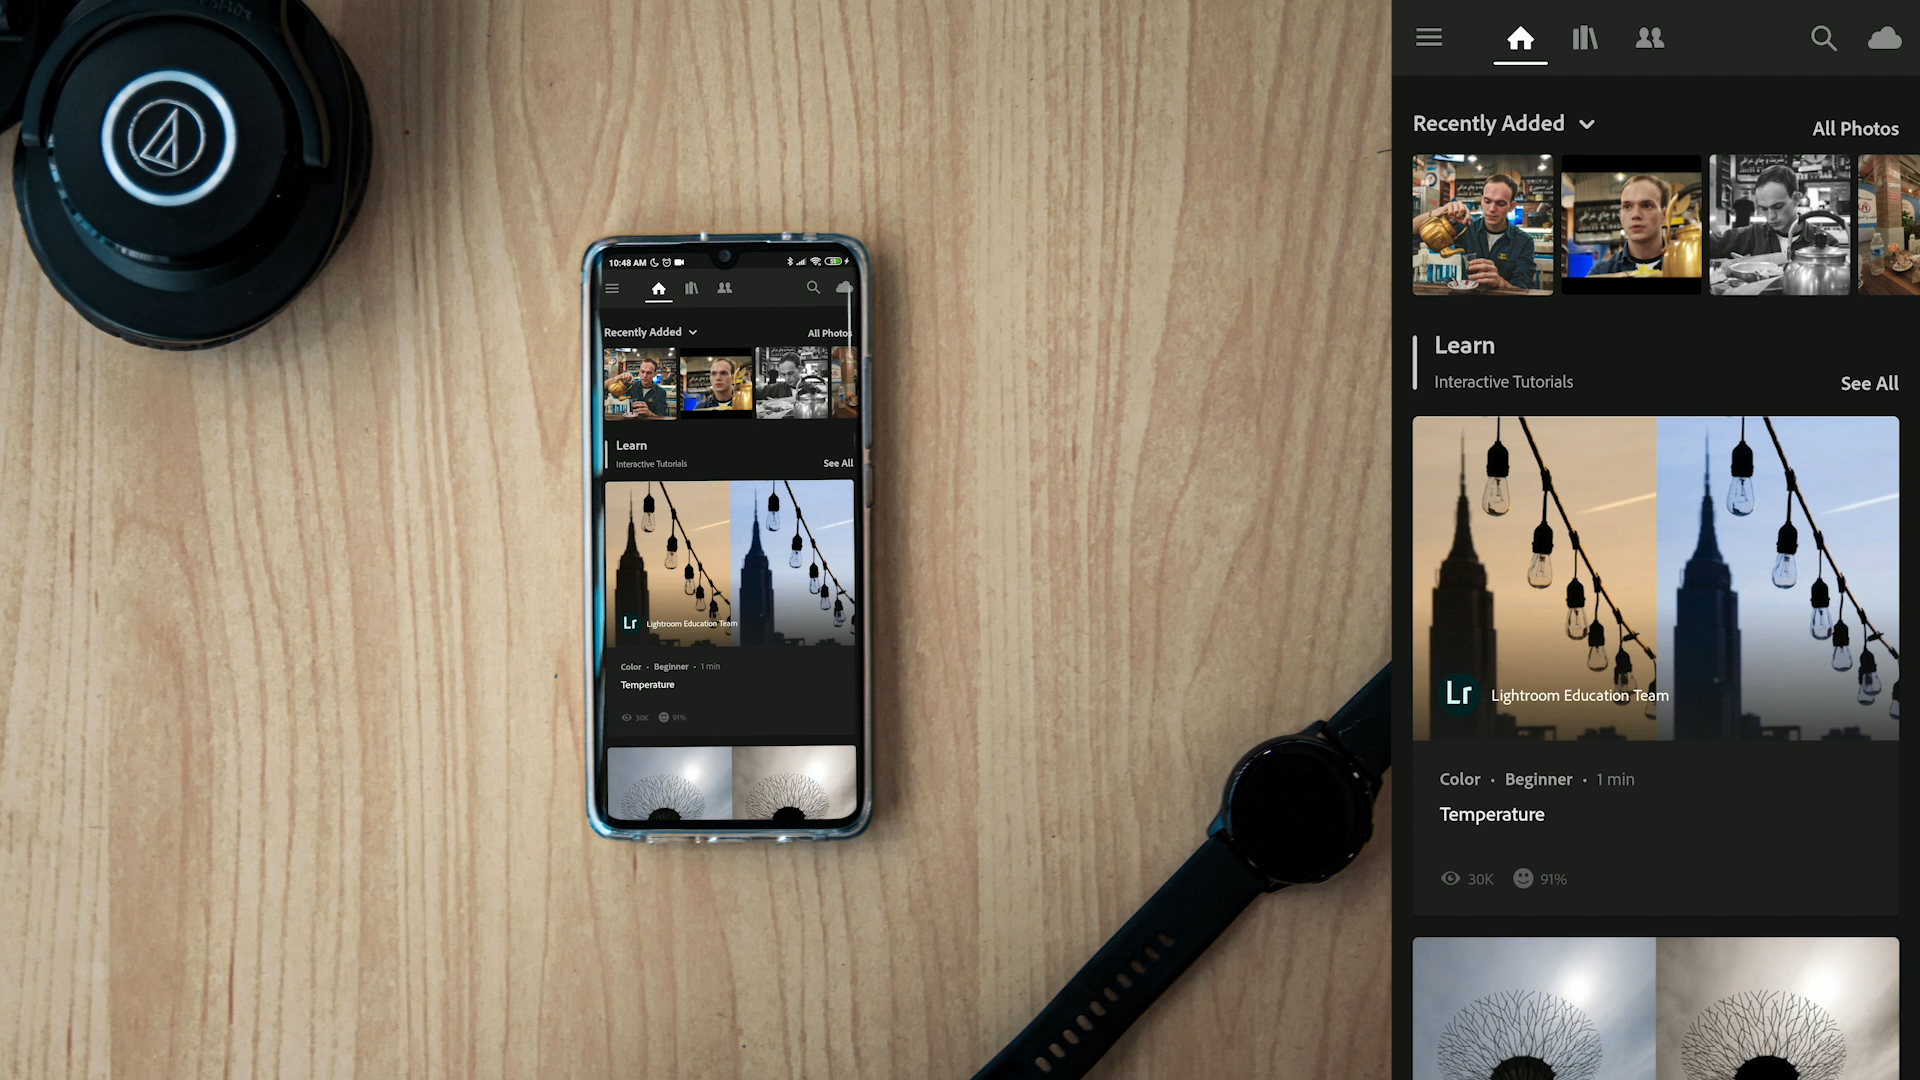 10:48 AM
Recently Added
All Photos
Learn
Interactive Tutorials
See All
Lr Lightroom Education Team
Color • Beginner • 1 min
Temperature
30K 91%
Recently Added
All Photos
Learn
Interactive Tutorials
See All
Lr Lightroom Education Team
Color • Beginner • 1 min
Temperature
30K 91%